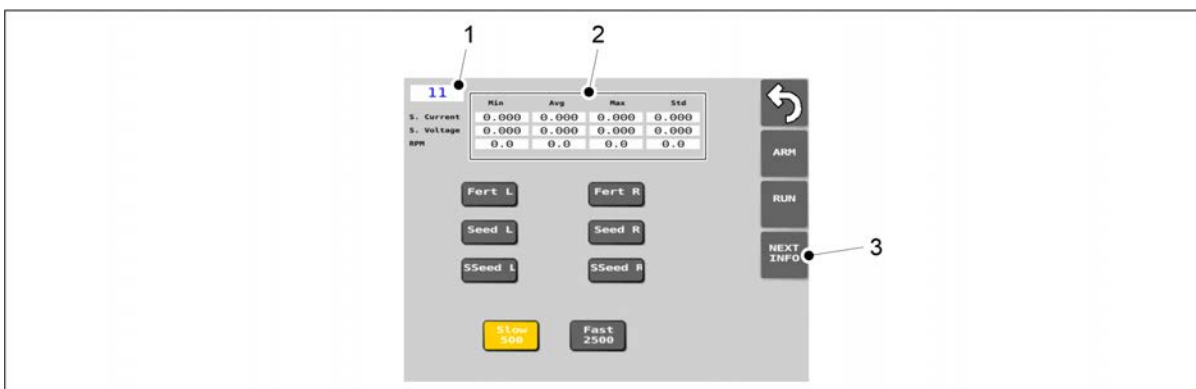 1 2
11
Min Avg Max Std
S. Current 0.000 0.000 0.000 0.000
S. Voltage 0.000 0.000 0.000 0.000
RPM 0.0 0.0 0.0 0.0
ARM
Fert L Fert R
RUN
Seed L Seed R
NEXT
INFO
3
SSeed L SSeed R
Slow
500
Fast
2500